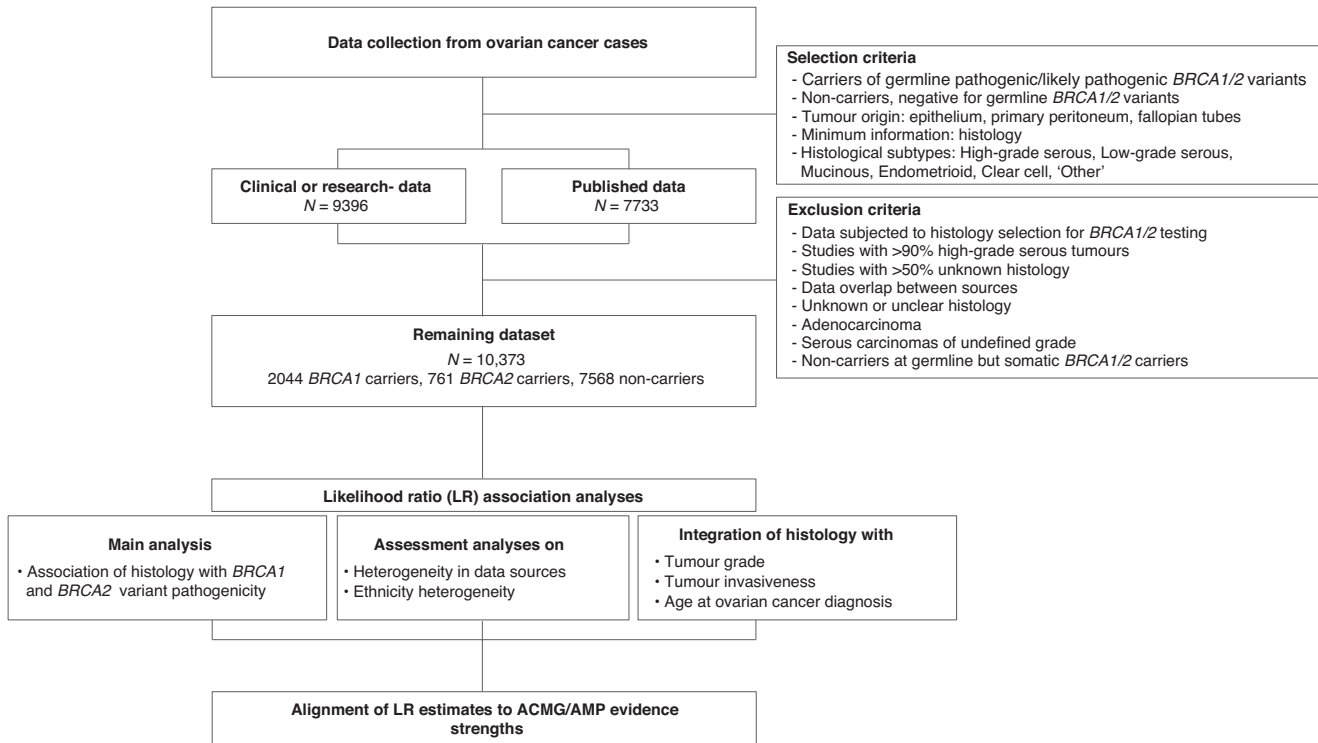 Data collection from ovarian cancer cases
Selection criteria
- Carriers of germline pathogenic/likely pathogenic BRCA1/2 variants
- Non-carriers, negative for germline BRCA1/2 variants
- Tumour origin: epithelium, primary peritoneum, fallopian tubes
- Minimum information: histology
- Histological subtypes: High-grade serous, Low-grade serous,
Mucinous, Endometrioid, Clear cell, ‘Other’
Clinical or research- data
N = 9396
Published data
N = 7733
Exclusion criteria
- Data subjected to histology selection for BRCA1/2 testing
- Studies with >90% high-grade serous tumours
- Studies with >50% unknown histology
- Data overlap between sources
- Unknown or unclear histology
- Adenocarcinoma
- Serous carcinomas of undefined grade
- Non-carriers at germline but somatic BRCA1/2 carriers
Remaining dataset
N = 10,373
2044 BRCA1 carriers, 761 BRCA2 carriers, 7568 non-carriers
Likelihood ratio (LR) association analyses
Main analysis
• Association of histology with BRCA1
and BRCA2 variant pathogenicity
Assessment analyses on
• Heterogeneity in data sources
• Ethnicity heterogeneity
Integration of histology with
• Tumour grade
• Tumour invasiveness
• Age at ovarian cancer diagnosis
Alignment of LR estimates to ACMG/AMP evidence
strengths